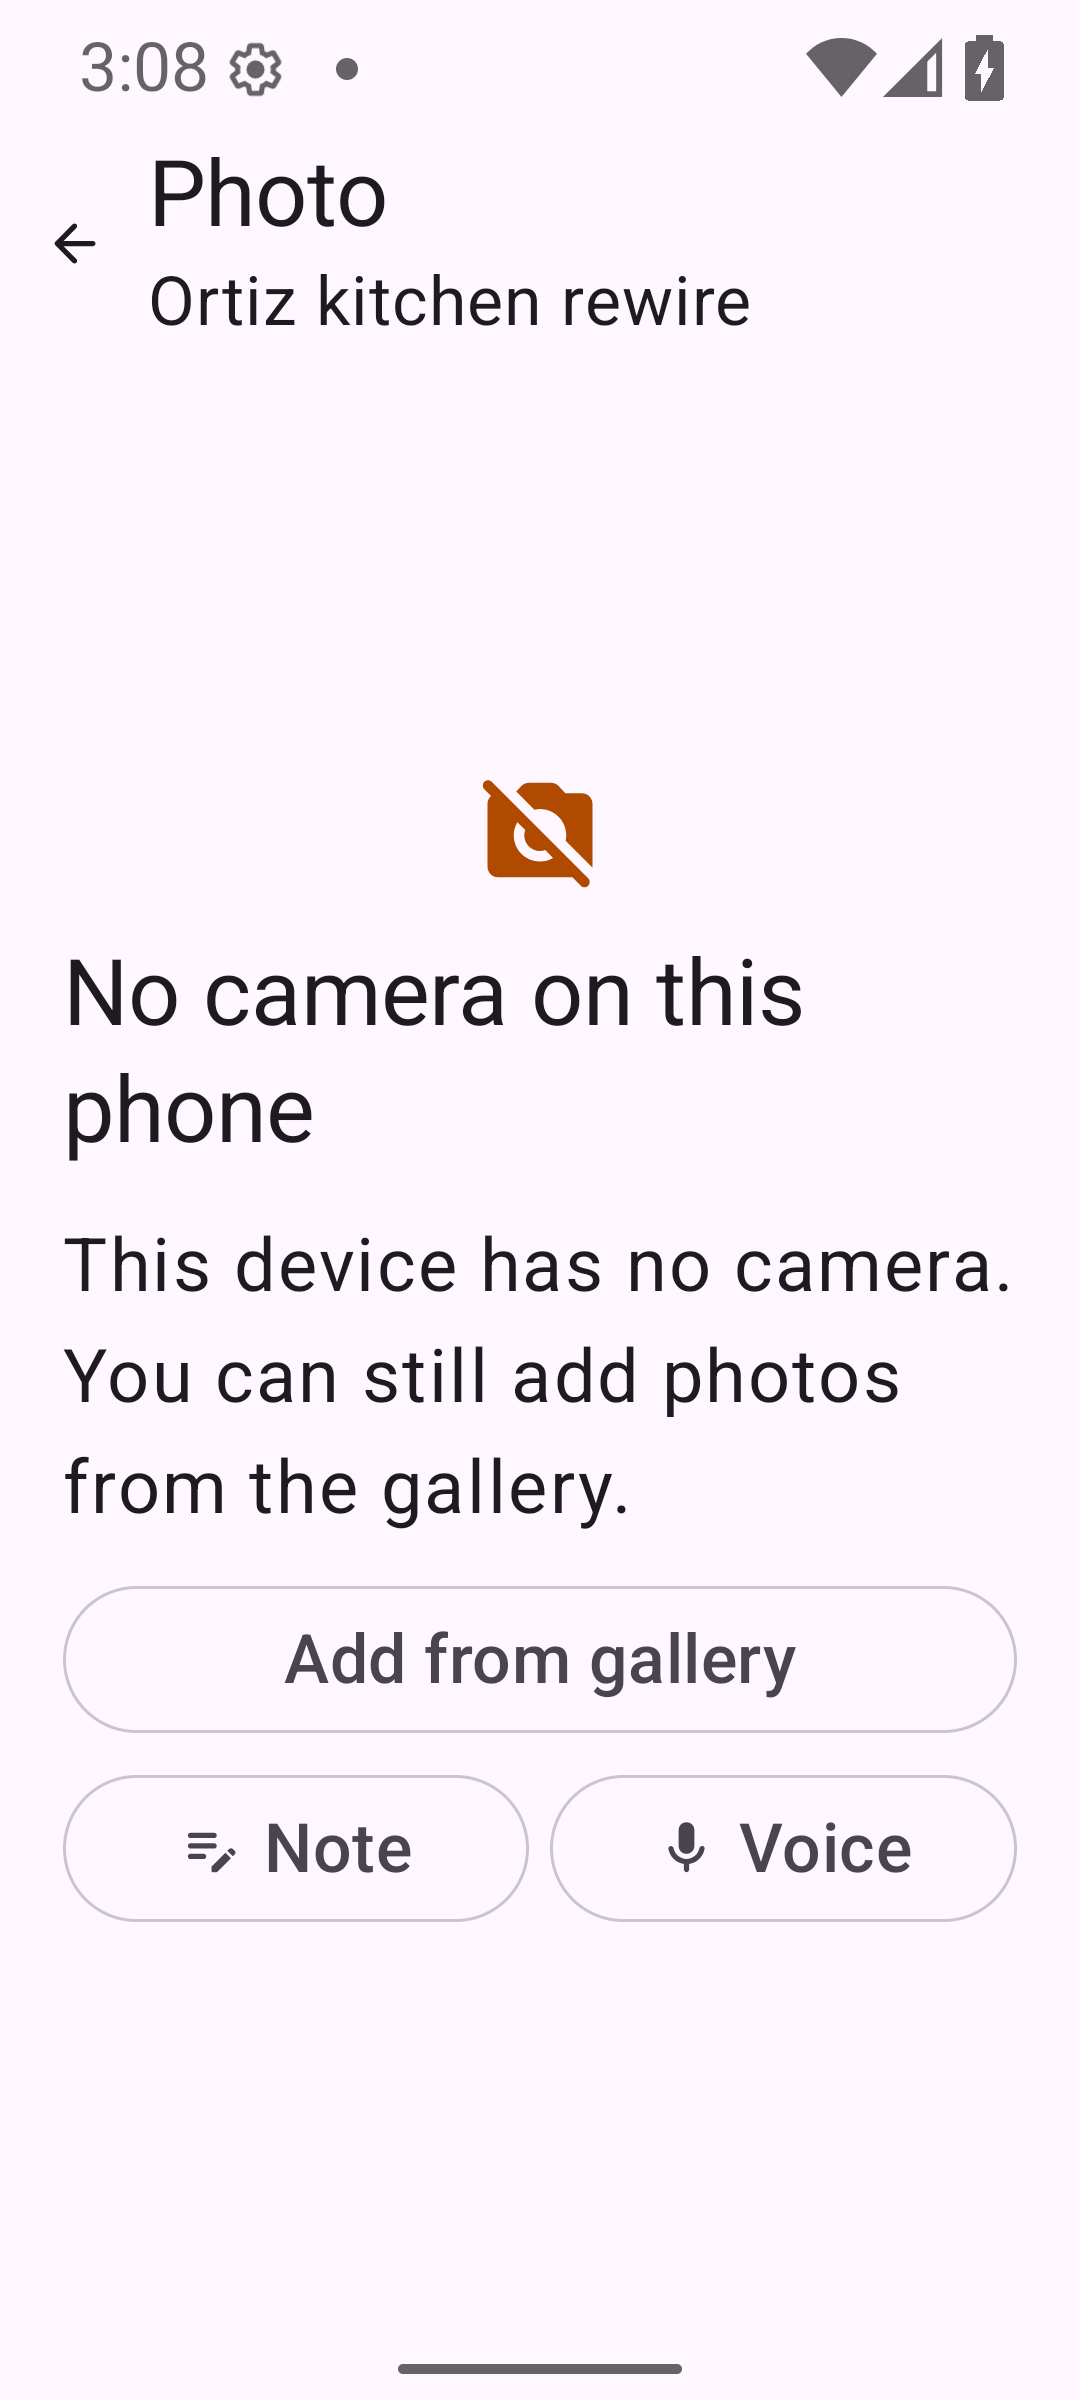 3:08
Photo
Ortiz kitchen rewire
No camera on this
phone
This device has no camera.
You can still add photos
from the gallery.
Add from gallery
Note
Voice